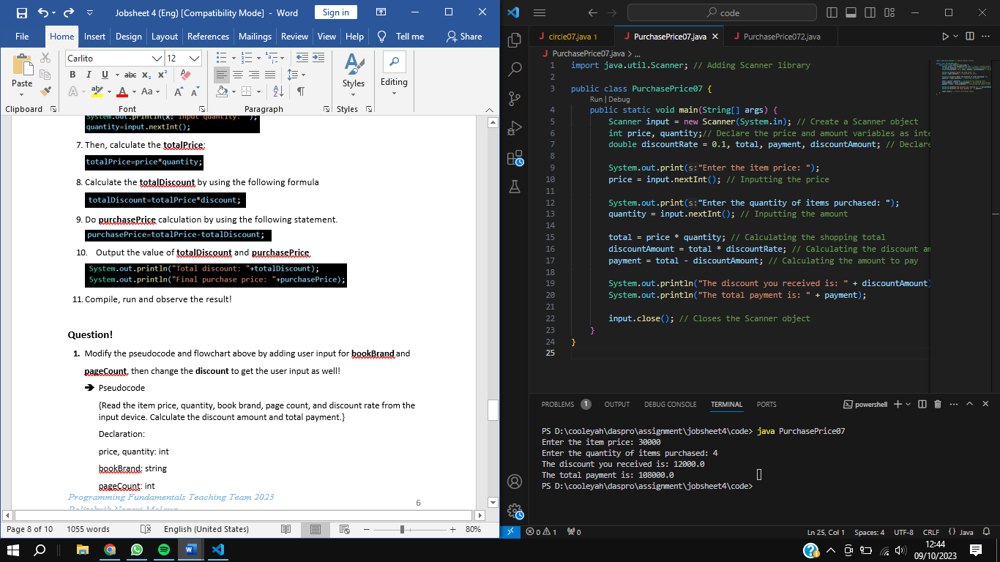 Jobsheet 4 (Eng) [Compatibility Mode] - Word
Sign in
File Home Insert Design Layout References Mailings Review View Help Tell me Share
Paste
Carlito 12
B I U abc x₂ x²
A ab A Aa A A
Styles
Editing
Clipboard Font Paragraph Styles
System.out.println(x: "Input quantity: ");
quantity=input.nextInt();
7. Then, calculate the totalPrice;
totalPrice=price*quantity;
8. Calculate the totalDiscount by using the following formula
totalDiscount=totalPrice*discount;
9. Do purchasePrice calculation by using the following statement.
purchasePrice=totalPrice-totalDiscount;
10. Output the value of totalDiscount and purchasePrice
System.out.println("Total discount: "+totalDiscount);
System.out.println("Final purchase price: "+purchasePrice);
11. Compile, run and observe the result!
Question!
1. Modify the pseudocode and flowchart above by adding user input for bookBrand and
pageCount, then change the discount to get the user input as well!
➔ Pseudocode
{Read the item price, quantity, book brand, page count, and discount rate from the
input device. Calculate the discount amount and total payment.}
Declaration:
price, quantity: int
bookBrand: string
pageCount: int
Programming Fundamentals Teaching Team 2023
Politeknik Negeri Malang
6
Page 8 of 10 1055 words English (United States) 80%
code
circle07.java 1 PurchasePrice07.java PurchasePrice072.java
PurchasePrice07.java > ...
1 import java.util.Scanner; // Adding Scanner library
2
3 public class PurchasePrice07 {
Run | Debug
4 public static void main(String[] args) {
5 Scanner input = new Scanner(System.in); // Create a Scanner object
6 int price, quantity;// Declare the price and amount variables as inte
7 double discountRate = 0.1, total, payment, discountAmount; // Declare
8
9 System.out.print(s:"Enter the item price: ");
10 price = input.nextInt(); // Inputting the price
11
12 System.out.print(s:"Enter the quantity of items purchased: ");
13 quantity = input.nextInt(); // Inputting the amount
14
15 total = price * quantity; // Calculating the shopping total
16 discountAmount = total * discountRate; // Calculating the discount am
17 payment = total - discountAmount; // Calculating the amount to pay
18
19 System.out.println("The discount you received is: " + discountAmount)
20 System.out.println("The total payment is: " + payment);
21
22 input.close(); // Closes the Scanner object
23 }
24 }
25
PROBLEMS 1 OUTPUT DEBUG CONSOLE TERMINAL PORTS powershell
PS D:\cooleyah\daspro\assignment\jobsheet4\code> java PurchasePrice07
Enter the item price: 30000
Enter the quantity of items purchased: 4
The discount you received is: 12000.0
The total payment is: 108000.0
PS D:\cooleyah\daspro\assignment\jobsheet4\code>
0 1 0 Ln 25, Col 1 Spaces: 4 UTF-8 CRLF {} Java
12:44
09/10/2023